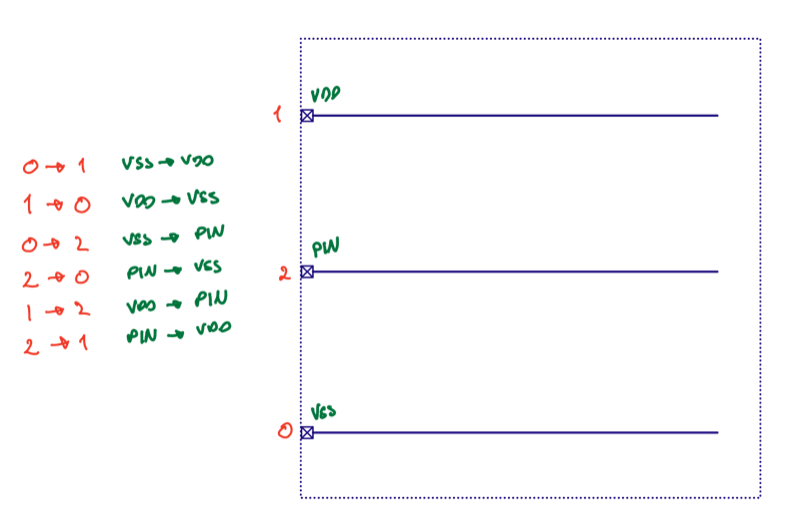 VDD
1
0 → 1 VSS → VDD
1 → 0 VDD → VSS
0 → 2 VSS → PIN
2 → 0 PIN → VSS
1 → 2 VDD → PIN
2 → 1 PIN → VDD
PIN
2
VSS
0